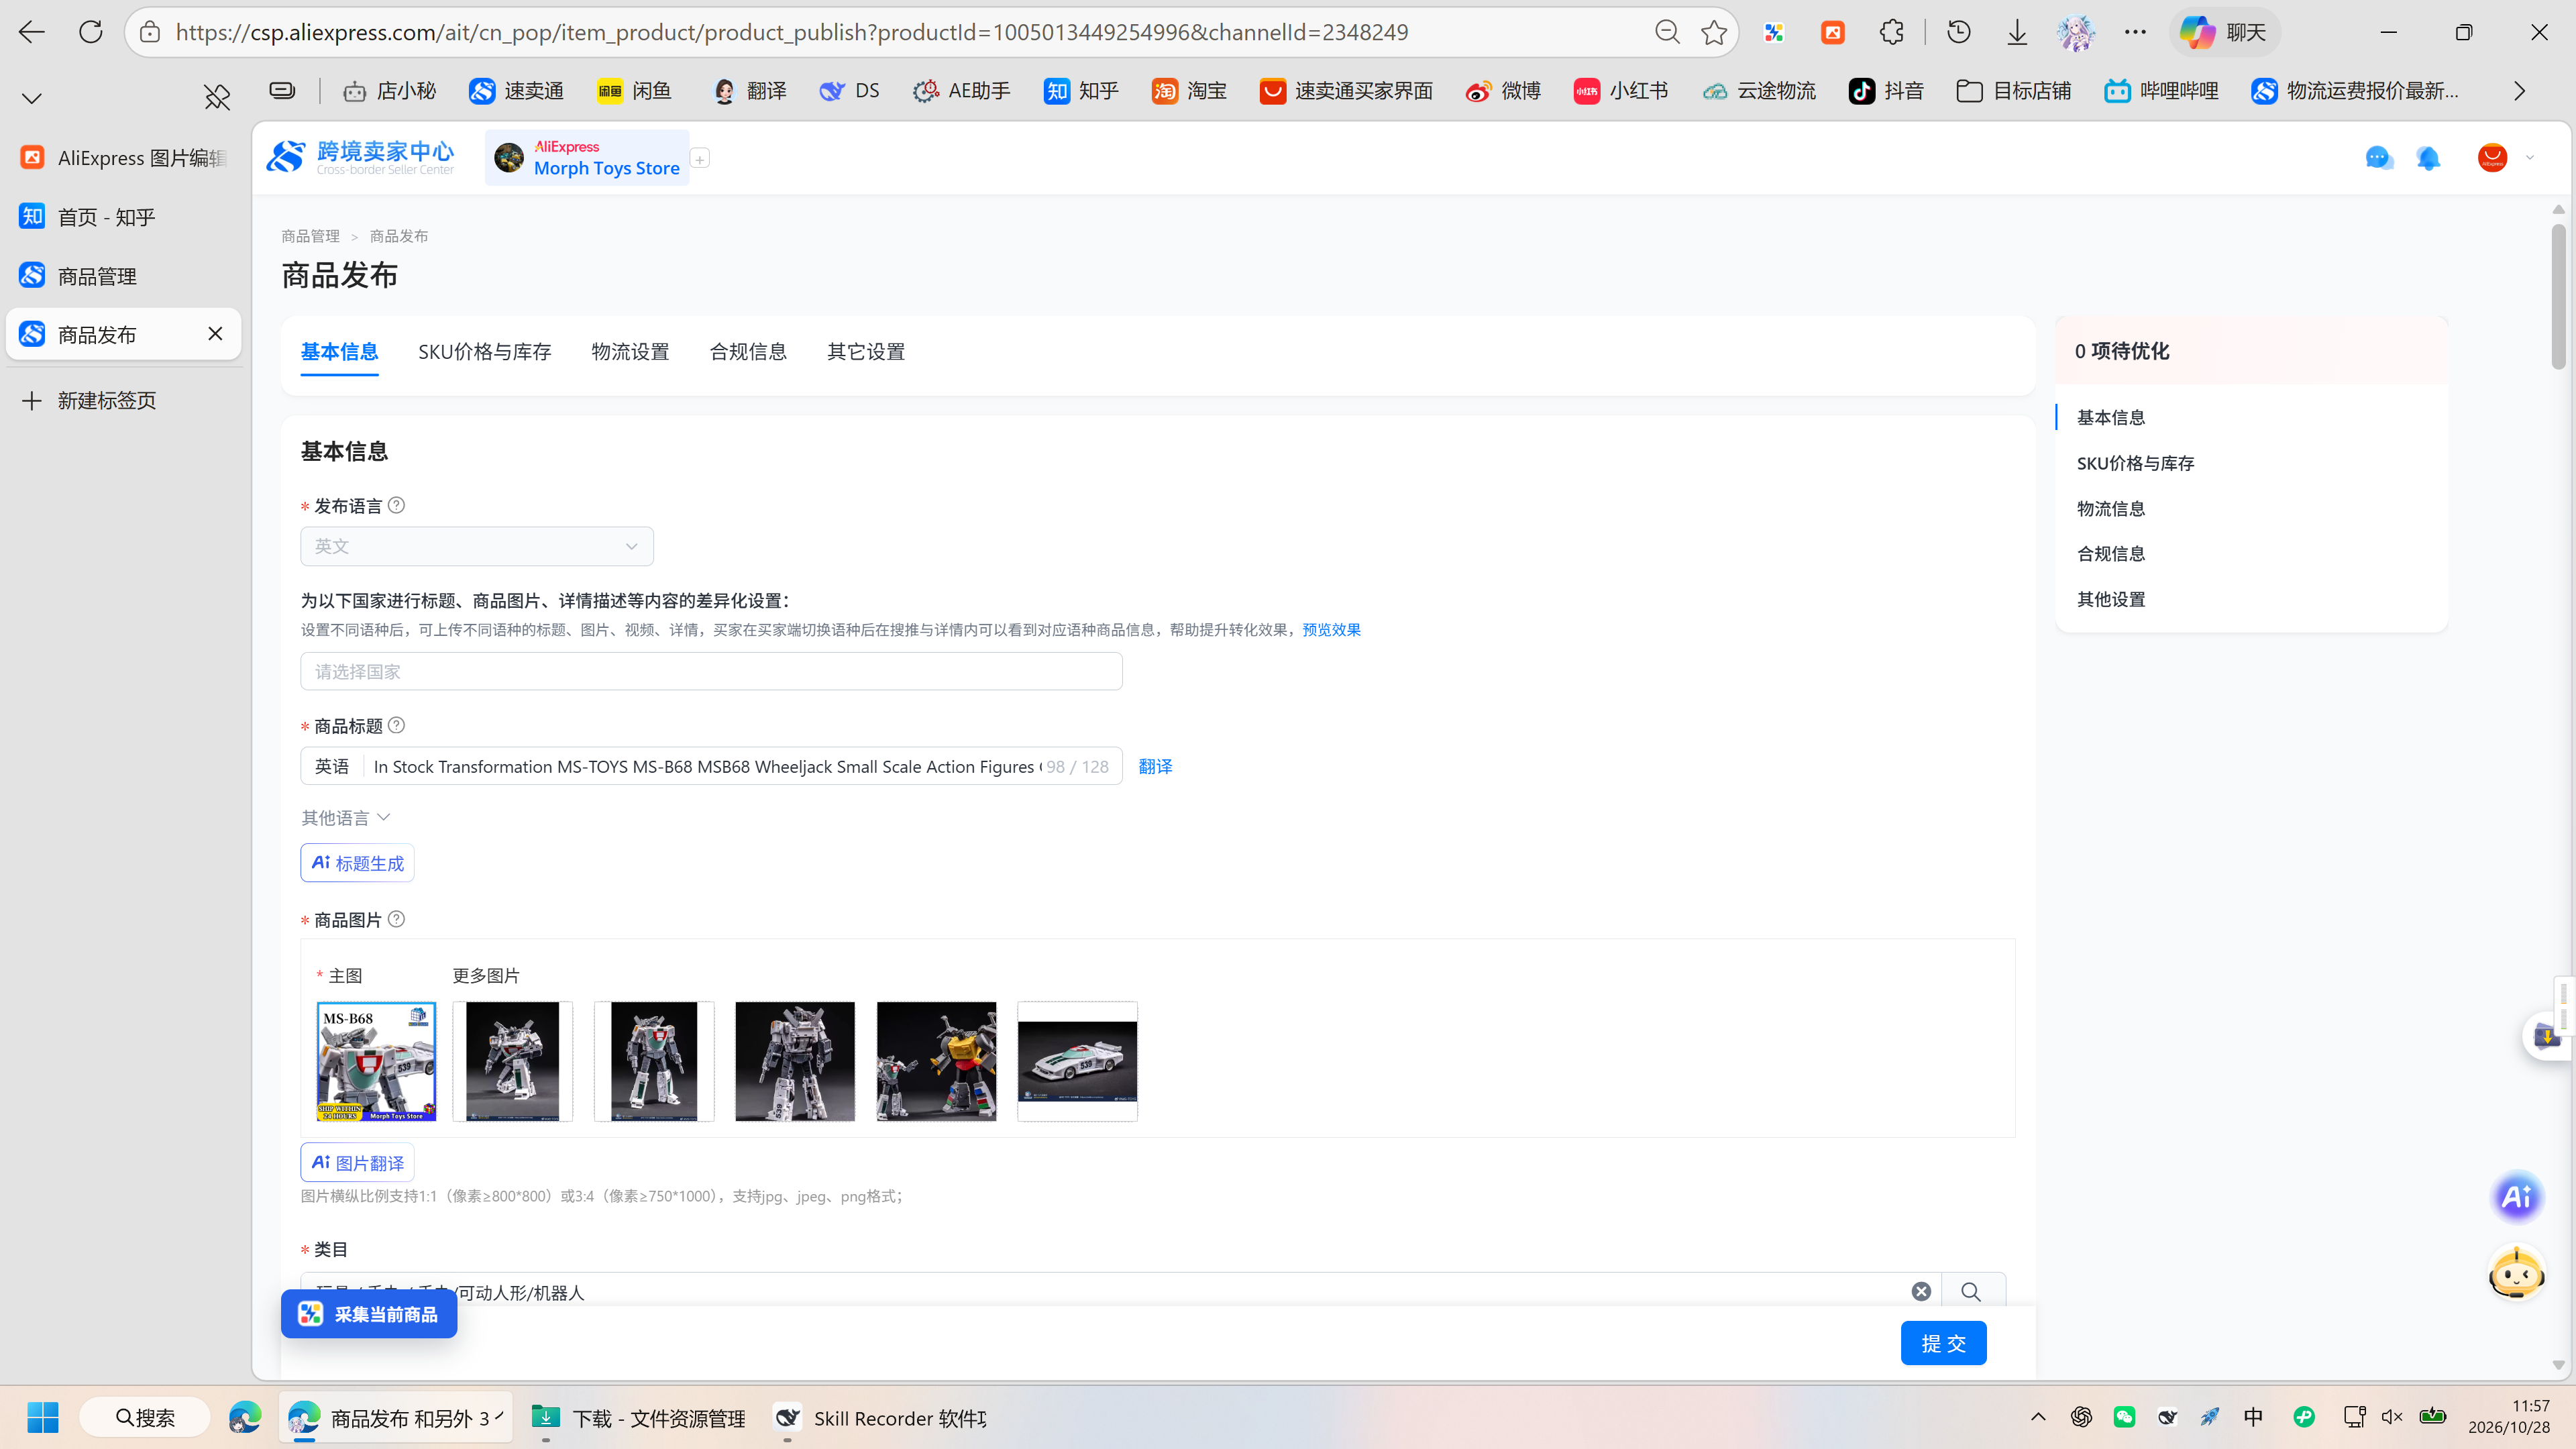 https://csp.aliexpress.com/ait/cn_pop/item_product/product_publish?productId=1005013449254996&channelId=2348249
聊天
店小秘
速卖通
闲鱼
翻译
DS
AE助手
知乎
淘宝
速卖通买家界面
微博
小红书
云途物流
抖音
目标店铺
哔哩哔哩
物流运费报价最新...
AliExpress 图片编辑
首页 - 知乎
商品管理
商品发布
新建标签页
跨境卖家中心
Cross-border Seller Center
AliExpress
Morph Toys Store
商品管理 > 商品发布
商品发布
基本信息
SKU价格与库存
物流设置
合规信息
其它设置
0 项待优化
基本信息
SKU价格与库存
物流信息
合规信息
其他设置
基本信息
* 发布语言
英文
为以下国家进行标题、商品图片、详情描述等内容的差异化设置：
设置不同语种后，可上传不同语种的标题、图片、视频、详情，买家在买家端切换语种后在搜推与详情内可以看到对应语种商品信息，帮助提升转化效果，预览效果
请选择国家
* 商品标题
英语
In Stock Transformation MS-TOYS MS-B68 MSB68 Wheeljack Small Scale Action Figures
98 / 128
翻译
其他语言
Ai 标题生成
* 商品图片
* 主图
更多图片
MS-B68
539
SHIP WITHIN
24 HOURS
Morph Toys Store
Ai 图片翻译
图片横纵比例支持1:1（像素≥800*800）或3:4（像素≥750*1000），支持jpg、jpeg、png格式；
* 类目
/可动人形/机器人
采集当前商品
提 交
Ai
搜索
商品发布 和另外 3
下载 - 文件资源管理
Skill Recorder 软件
中
11:57
2026/10/28